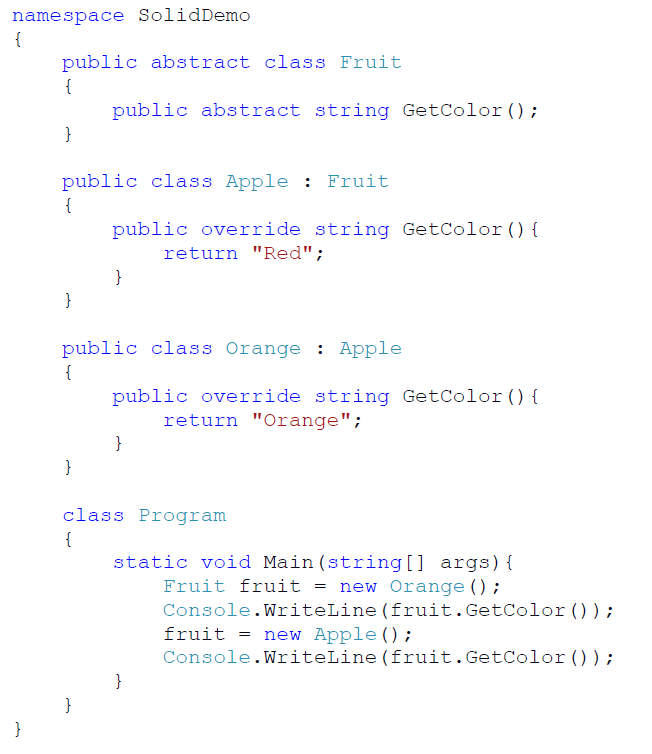 namespace SolidDemo
{
    public abstract class Fruit
    {
        public abstract string GetColor();
    }

    public class Apple : Fruit
    {
        public override string GetColor(){
            return "Red";
        }
    }

    public class Orange : Apple
    {
        public override string GetColor(){
            return "Orange";
        }
    }

    class Program
    {
        static void Main(string[] args){
            Fruit fruit = new Orange();
            Console.WriteLine(fruit.GetColor());
            fruit = new Apple();
            Console.WriteLine(fruit.GetColor());
        }
    }
}